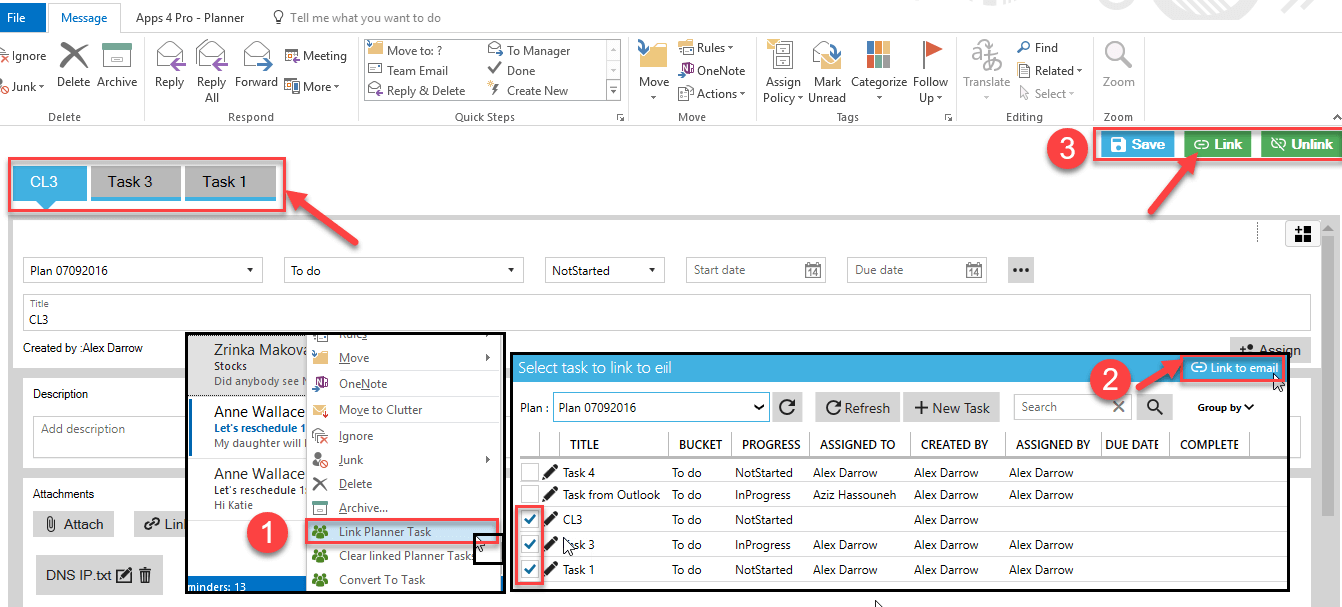 File Message Apps 4 Pro - Planner Tell me what you want to do
Ignore
Junk
Delete
Archive
Delete
Reply
Reply All
Forward
Meeting
More
Respond
Move to: ?
Team Email
Reply & Delete
To Manager
Done
Create New
Quick Steps
Move
Rules
OneNote
Actions
Move
Assign Policy
Mark Unread
Categorize
Follow Up
Tags
Translate
Find
Related
Select
Editing
Zoom
Zoom
3
Save Link Unlink
CL3 Task 3 Task 1
Plan 07092016 To do NotStarted Start date 14 Due date 14
Title
CL3
Created by :Alex Darrow
Assign
Description
Add description
Attachments
Attach
Lin
DNS IP.txt
Zrinka Makova
Stocks
Did anybody see N
Anne Wallace
Let's reschedule 1
My daughter will
Anne Wallace
Let's reschedule 1
Hi Katie
minders: 13
Rules
Move
OneNote
Move to Clutter
Ignore
Junk
Delete
Archive...
1
Link Planner Task
Clear linked Planner Tasks
Convert To Task
Select task to link to eiil
2
Link to email
Plan : Plan 07092016 Refresh + New Task Search Group by
TITLE BUCKET PROGRESS ASSIGNED TO CREATED BY ASSIGNED BY DUE DATE COMPLETE
Task 4 To do NotStarted Alex Darrow Alex Darrow Alex Darrow
Task from Outlook To do InProgress Aziz Hassouneh Alex Darrow Alex Darrow
CL3 To do NotStarted Alex Darrow
sk 3 To do InProgress Alex Darrow Alex Darrow Alex Darrow
Task 1 To do NotStarted Alex Darrow Alex Darrow Alex Darrow